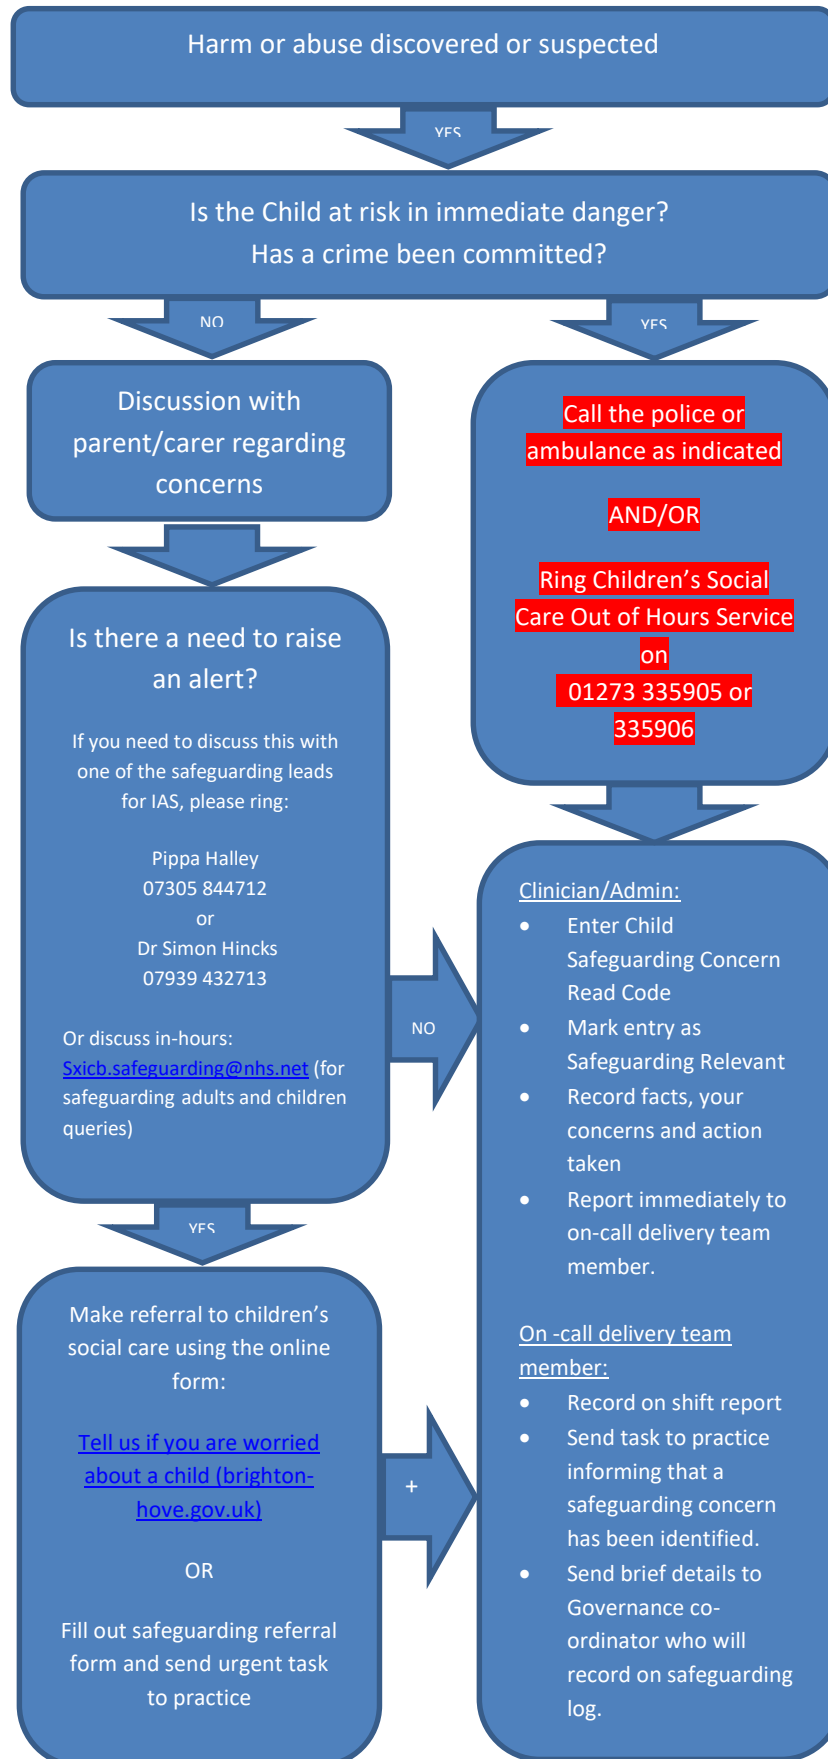 Harm or abuse discovered or suspected
YES
Is the Child at risk in immediate danger?
Has a crime been committed?
NO
YES
Discussion with
parent/carer regarding
concerns
Call the police or
ambulance as indicated
AND/OR
Ring Children’s Social
Care Out of Hours Service
on
01273 335905 or
335906
Is there a need to raise
an alert?
If you need to discuss this with
one of the safeguarding leads
for IAS, please ring:
Pippa Halley
07305 844712
or
Dr Simon Hincks
07939 432713
Or discuss in-hours:
Sxicb.safeguarding@nhs.net (for
safeguarding adults and children
queries)
NO
YES
Make referral to children’s
social care using the online
form:
Tell us if you are worried
about a child (brighton-
hove.gov.uk)
OR
Fill out safeguarding referral
form and send urgent task
to practice
+
Clinician/Admin:
• Enter Child
Safeguarding Concern
Read Code
• Mark entry as
Safeguarding Relevant
• Record facts, your
concerns and action
taken
• Report immediately to
on-call delivery team
member.
On -call delivery team
member:
• Record on shift report
• Send task to practice
informing that a
safeguarding concern
has been identified.
• Send brief details to
Governance co-
ordinator who will
record on safeguarding
log.